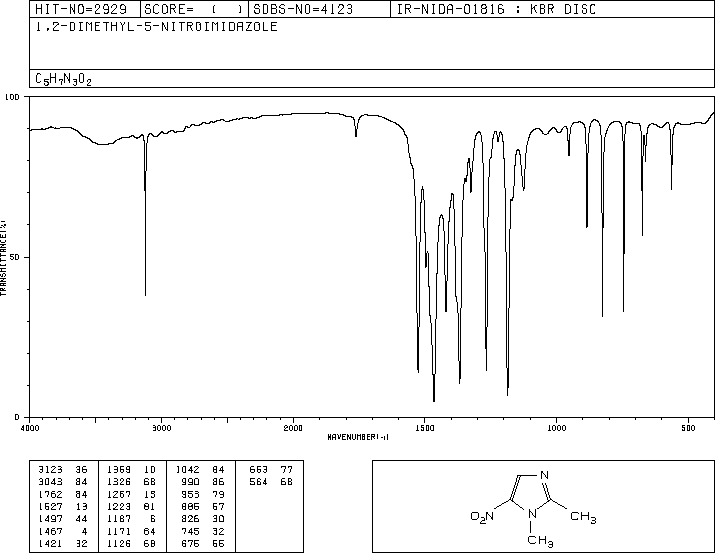 HIT-NO=2929 SCORE= ( ) SDBS-NO=4123 IR-NIDA-01816 : KBR DISC
1,2-DIMETHYL-5-NITROIMIDAZOLE
C5H7N3O2
100
50
0
TRANSMITTANCE(%)
4000 3000 2000 1500 1000 500
WAVENUMBER(-1)
3123 36 1369 10 1042 84 663 77
3043 84 1326 68 990 86 564 68
1762 84 1267 15 953 79
1527 13 1223 81 886 57
1497 44 1187 6 826 30
1467 4 1171 64 745 32
1421 32 1126 68 675 55
N
O2N
N
CH3
CH3